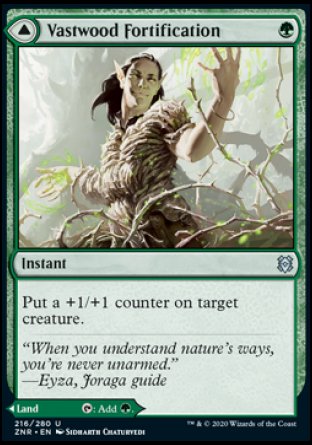 Vastwood Fortification
Instant
Put a +1/+1 counter on target
creature.
“When you understand nature’s ways,
you’re never unarmed.”
—Eyza, Joraga guide
Land : Add .
216/280 U
ZNR • EN Sidharth Chaturvedi
™ & © 2020 Wizards of the Coast